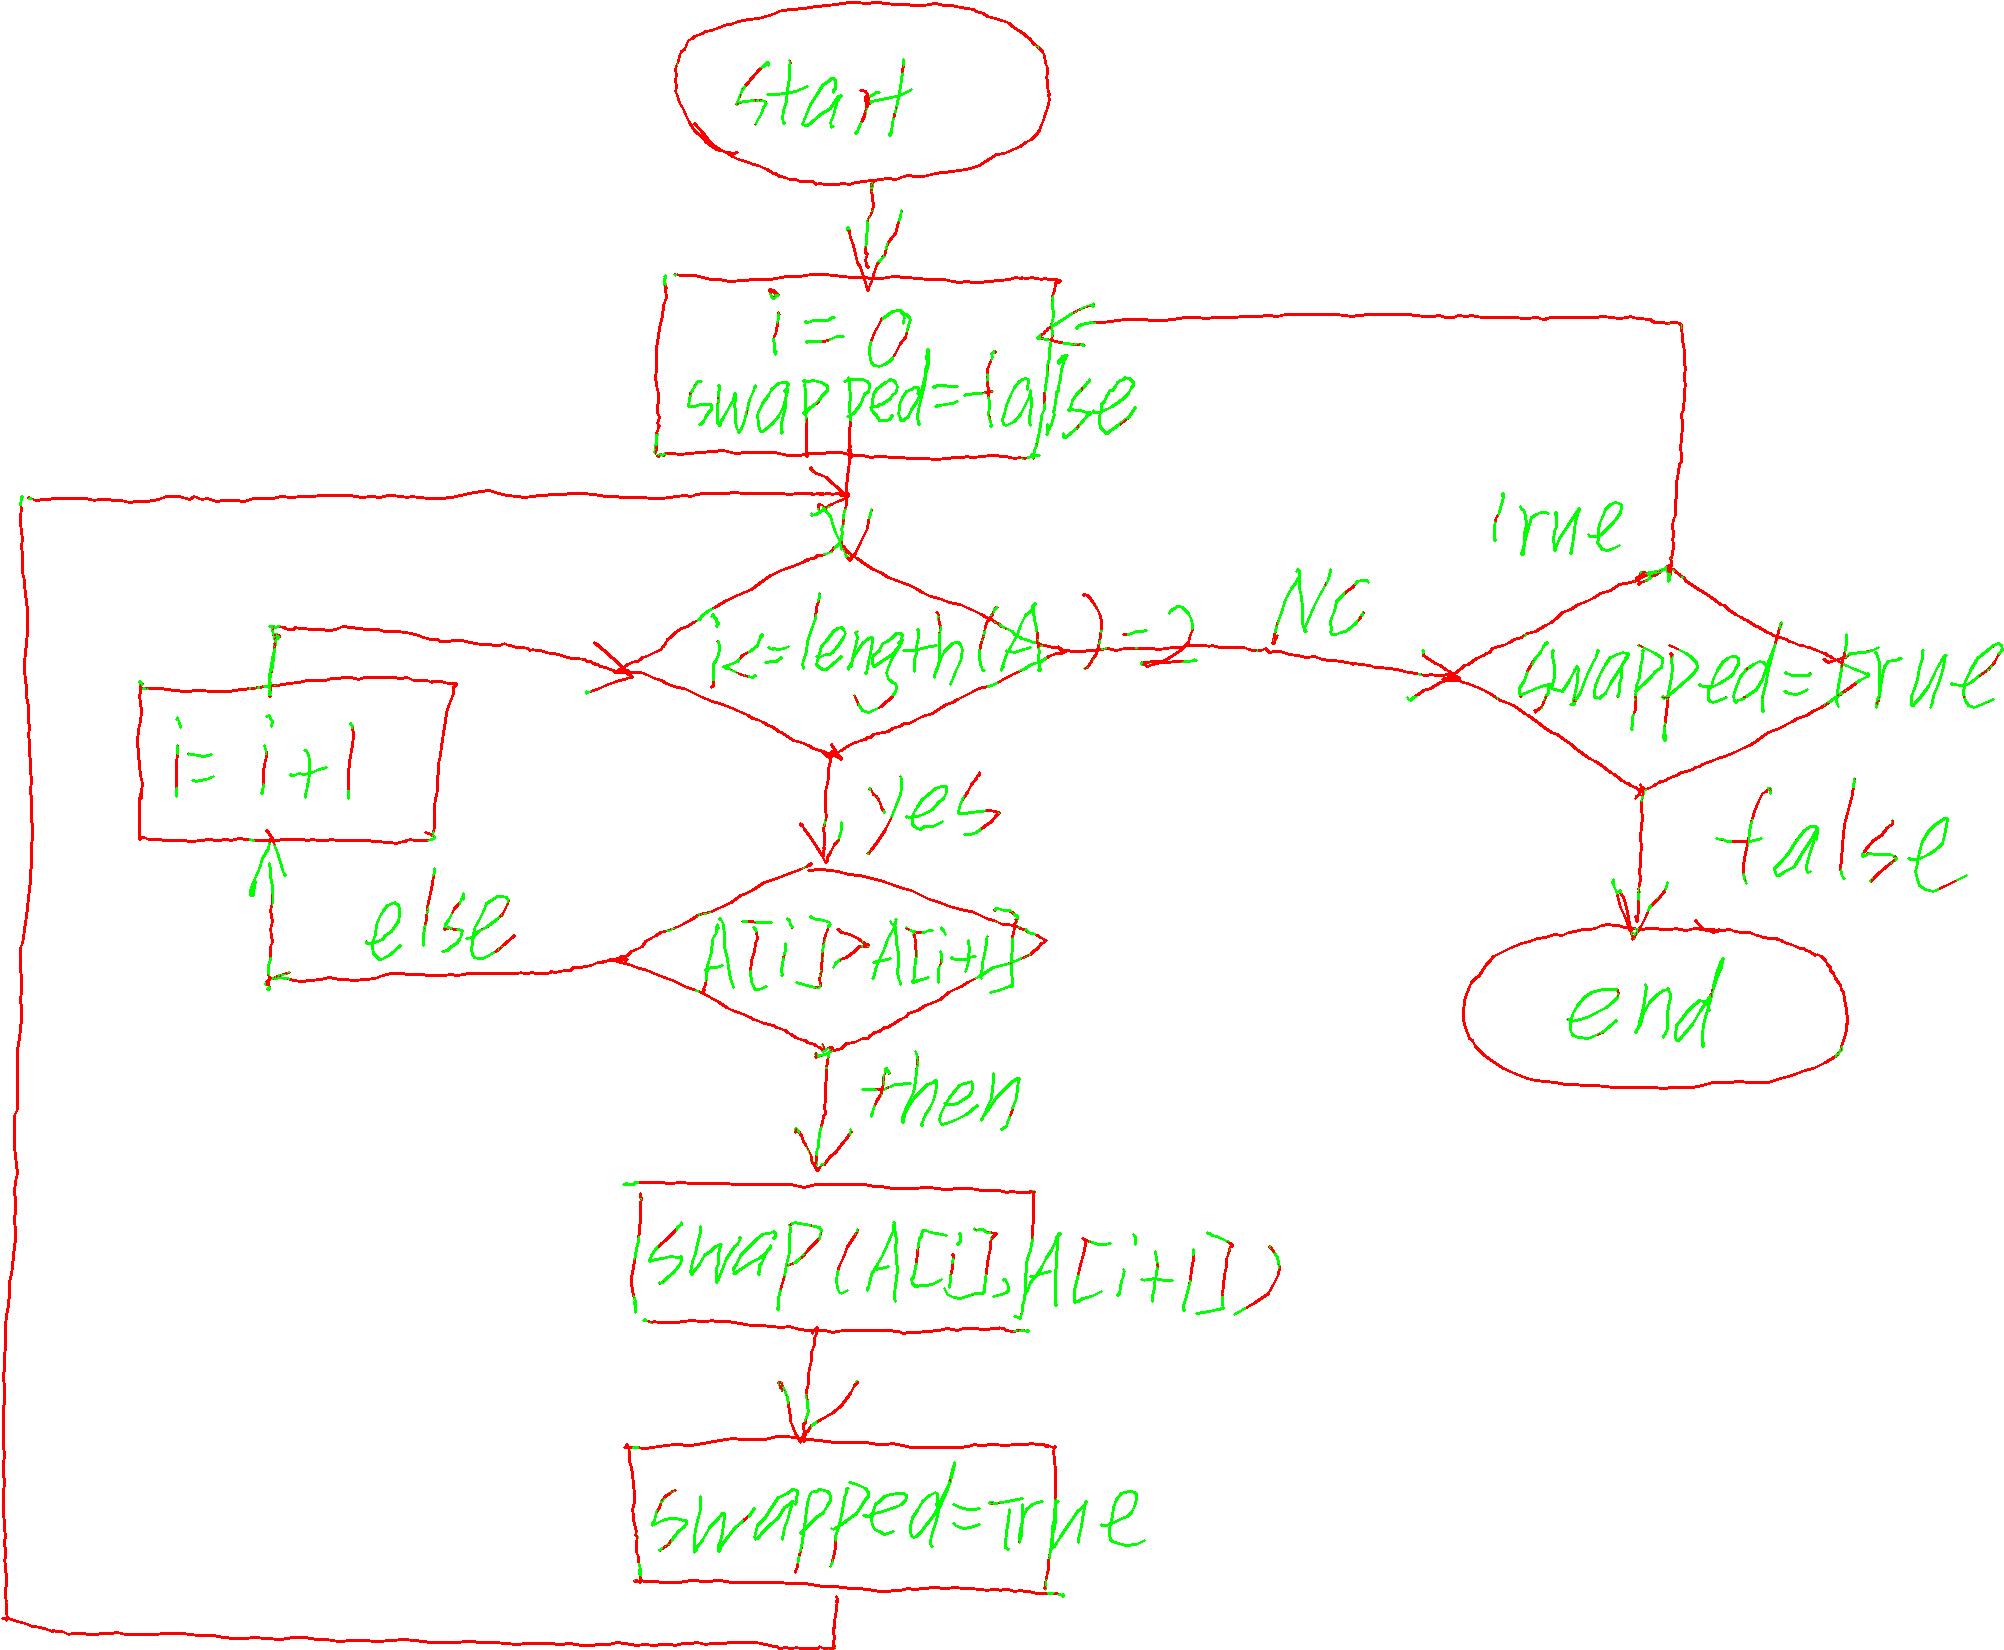 start
i=0
swapped=false
True
i<=length(A)-2
No
swapped=true
i=i+1
yes
false
else
A[i]>A[i+1]
end
then
swap(A[i],A[i+1])
swapped=True